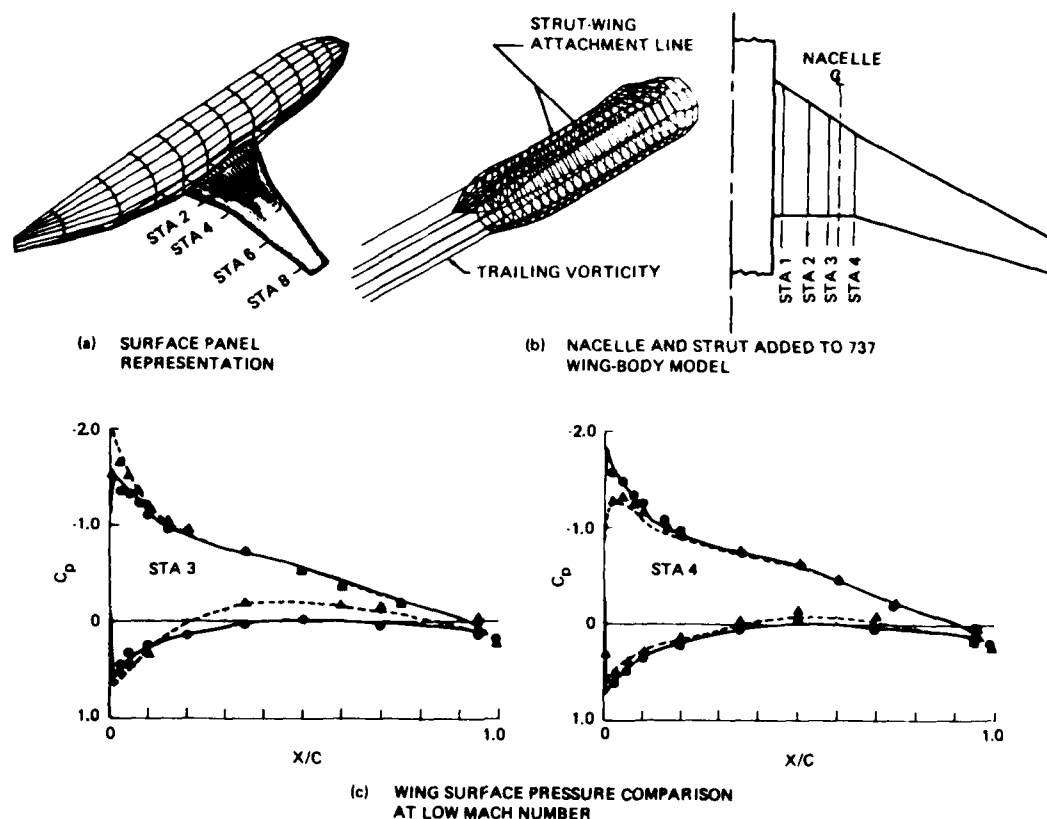 STA 2
STA 4
STA 6
STA 8
(a) SURFACE PANEL
REPRESENTATION
STRUT-WING
ATTACHMENT LINE
TRAILING VORTICITY
NACELLE
℄
STA 1
STA 2
STA 3
STA 4
(b) NACELLE AND STRUT ADDED TO 737
WING-BODY MODEL
-2.0
-1.0
0
1.0
Cp
STA 3
0
1.0
X/C
-2.0
-1.0
0
1.0
Cp
STA 4
0
1.0
X/C
(c) WING SURFACE PRESSURE COMPARISON
AT LOW MACH NUMBER